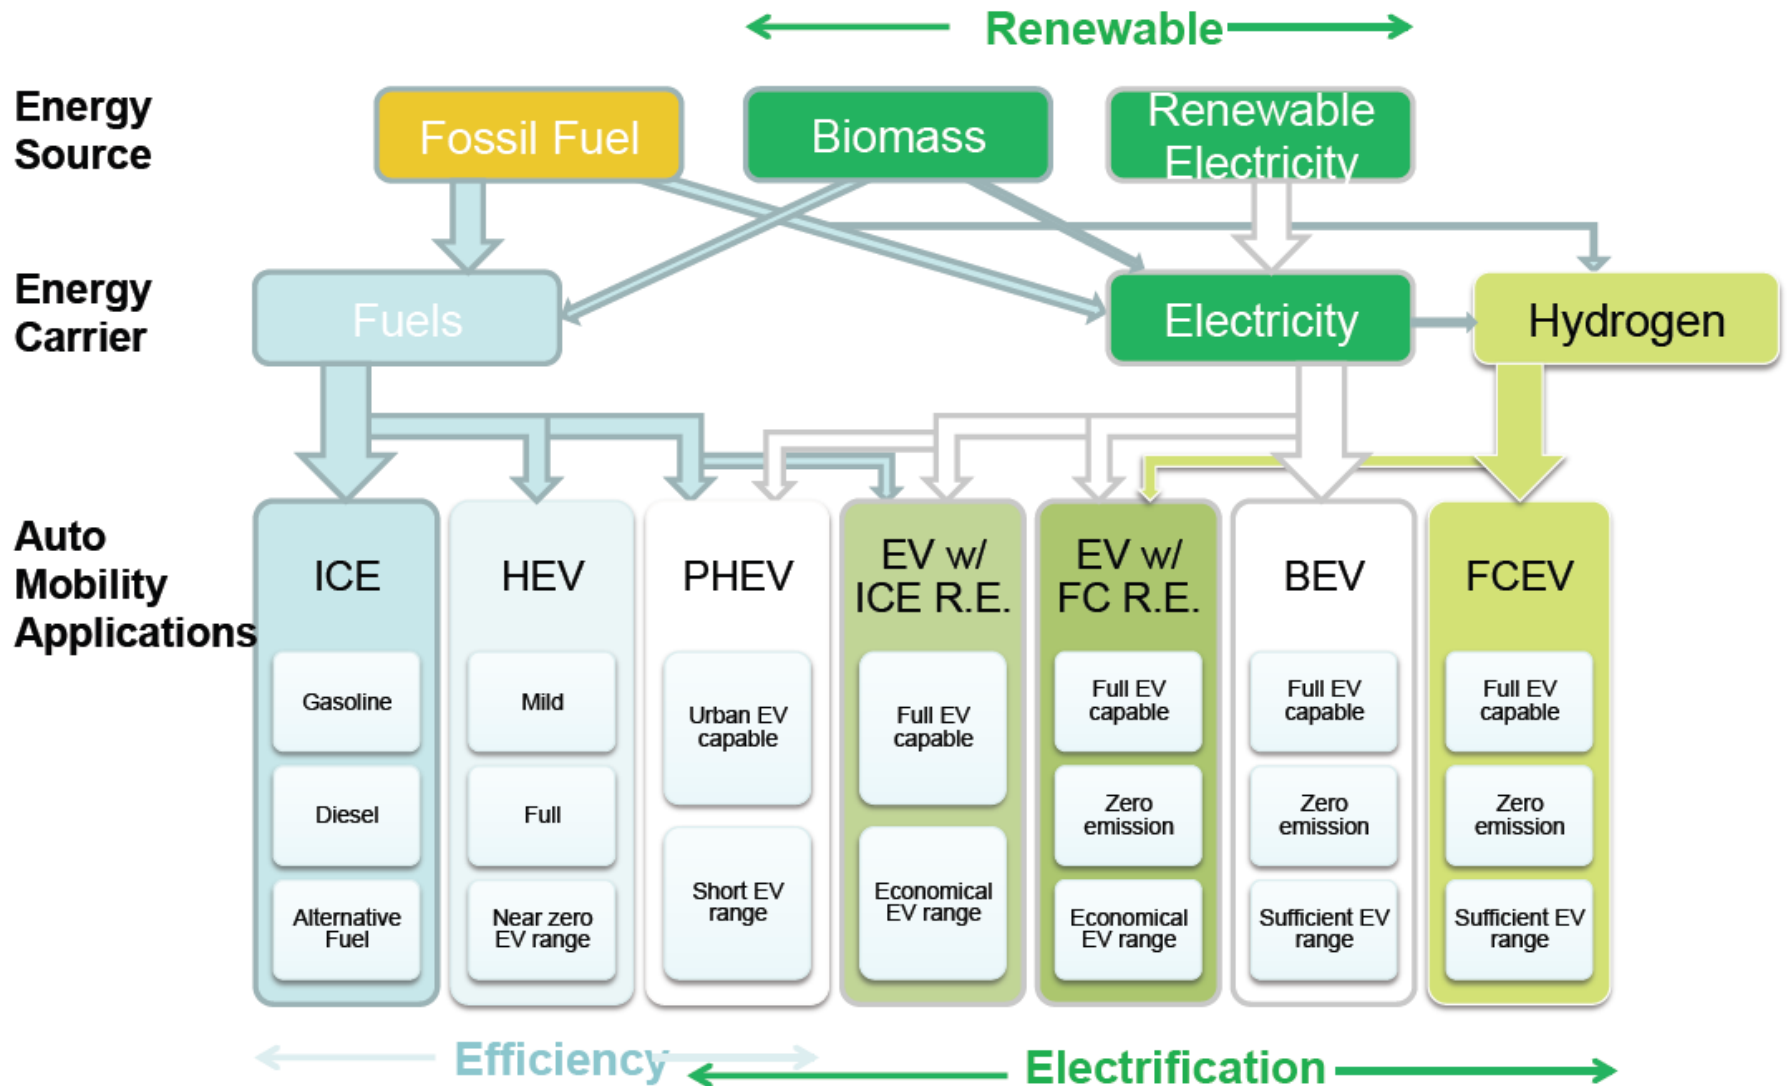 Renewable
Energy
Source
Fossil Fuel
Biomass
Renewable
Electricity
Energy
Carrier
Fuels
Electricity
Hydrogen
Auto
Mobility
Applications
ICE
Gasoline
Diesel
Alternative
Fuel
HEV
Mild
Full
Near zero
EV range
PHEV
Urban EV
capable
Short EV
range
EV w/
ICE R.E.
Full EV
capable
Economical
EV range
EV w/
FC R.E.
Full EV
capable
Zero
emission
Economical
EV range
BEV
Full EV
capable
Zero
emission
Sufficient EV
range
FCEV
Full EV
capable
Zero
emission
Sufficient EV
range
Efficiency
Electrification